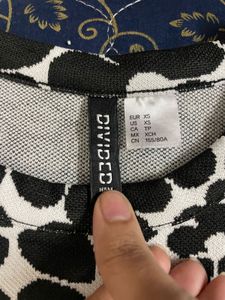 DIVIDED
H&M
EUR XS
US XS
CA TP
MX XCH
CN 155/80A